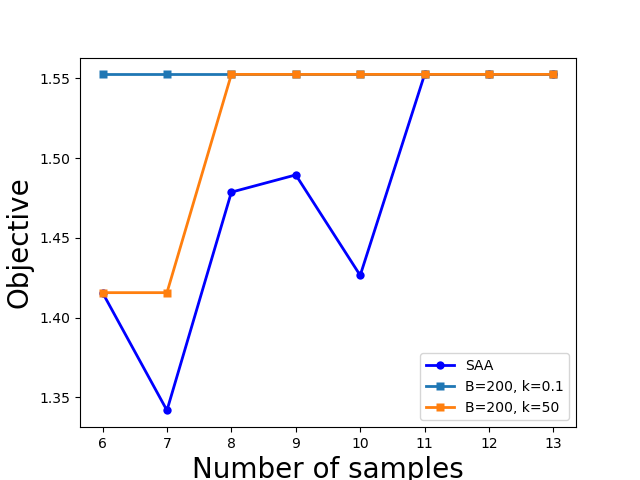 1.55
1.50
1.45
1.40
1.35
Objective
SAA
B=200, k=0.1
B=200, k=50
6 7 8 9 10 11 12 13
Number of samples